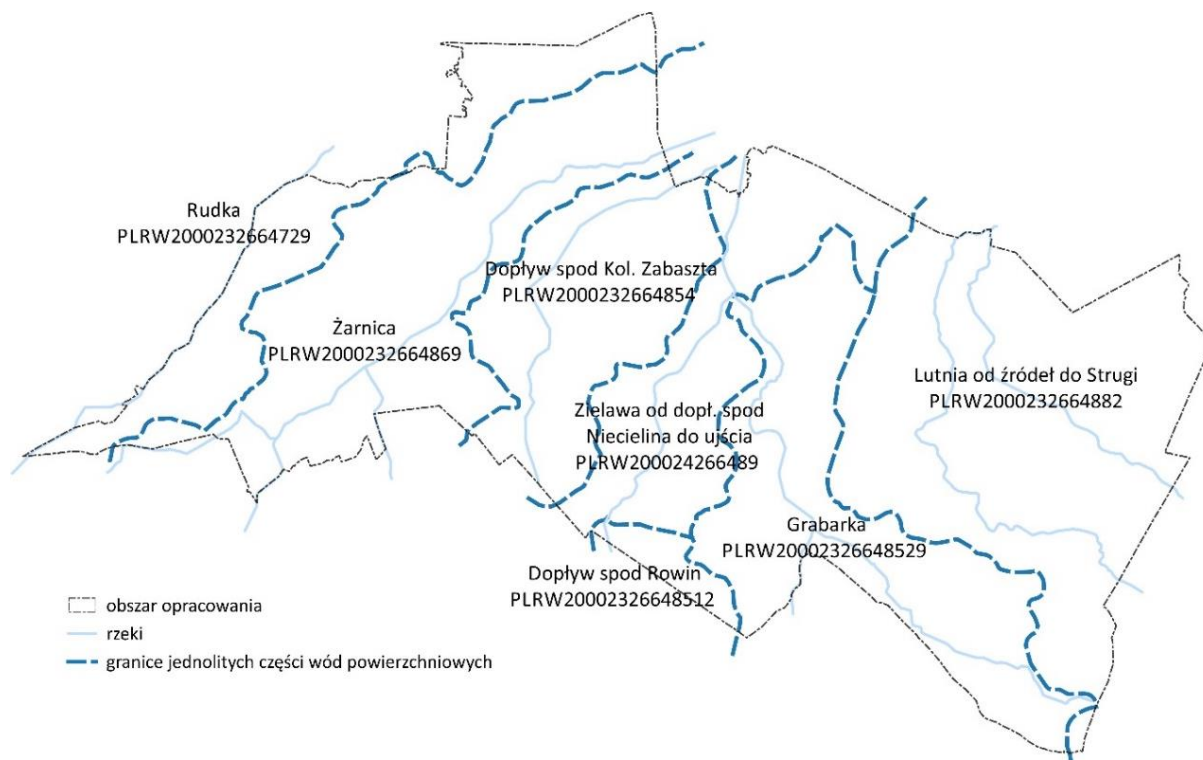 Rudka
PLRW2000232664729
Dopływ spod Kol. Zabaszta
PLRW2000232664854
Żarnica
PLRW2000232664869
Lutnia od źródeł do Strugi
PLRW2000232664882
Zielawa od dopł. spod
Niecielina do ujścia
PLRW200024266489
Grabarka
PLRW20002326648529
Dopływ spod Rowin
PLRW20002326648512
obszar opracowania
rzeki
granice jednolitych części wód powierzchniowych